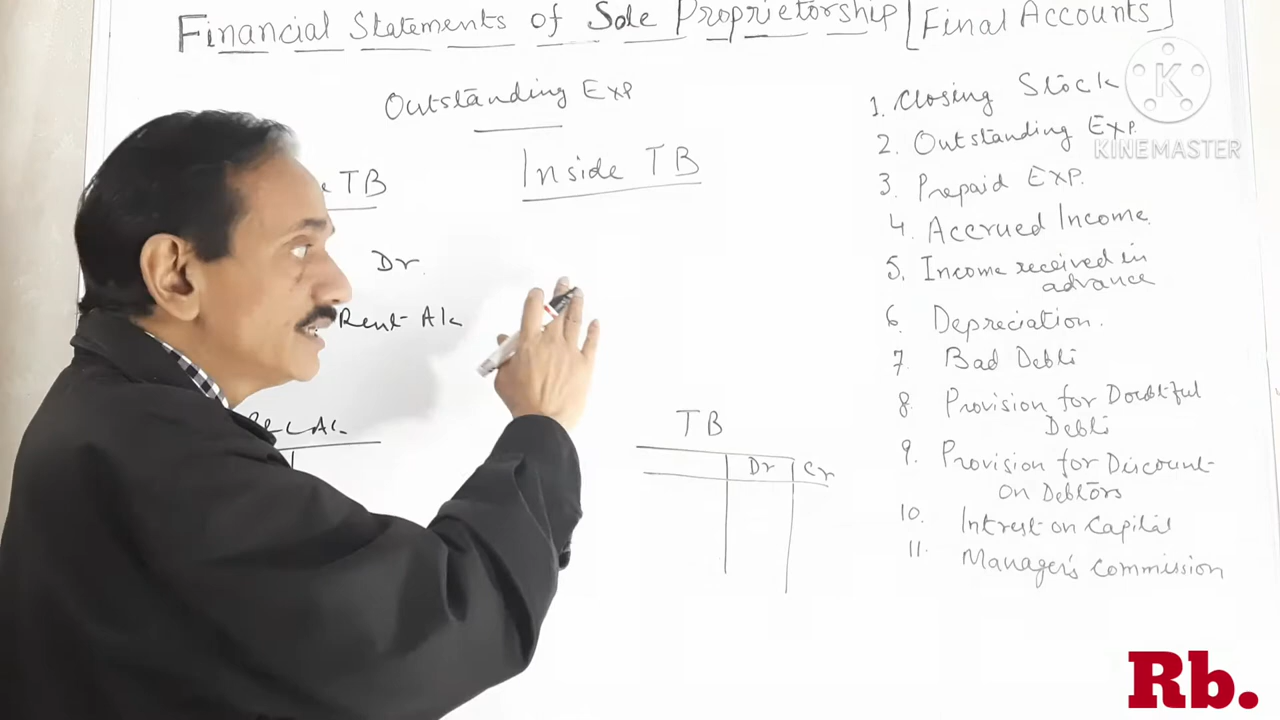 Financial Statements of Sole Proprietorship [Final Accounts]
Outstanding Exp
TB
Inside TB
Dr.
Rent A/c
A/c.
TB
Dr Cr
1. Closing Stock
2. Outstanding Exp.
3. Prepaid Exp.
4. Accrued Income.
5. Income received in
advance
6. Depreciation.
7. Bad Debts
8. Provision for Doubtful
Debts
9. Provision for Discount
on Debtors
10. Intrest on Capital
11. Manager's Commission
K
KINEMASTER
Rb.